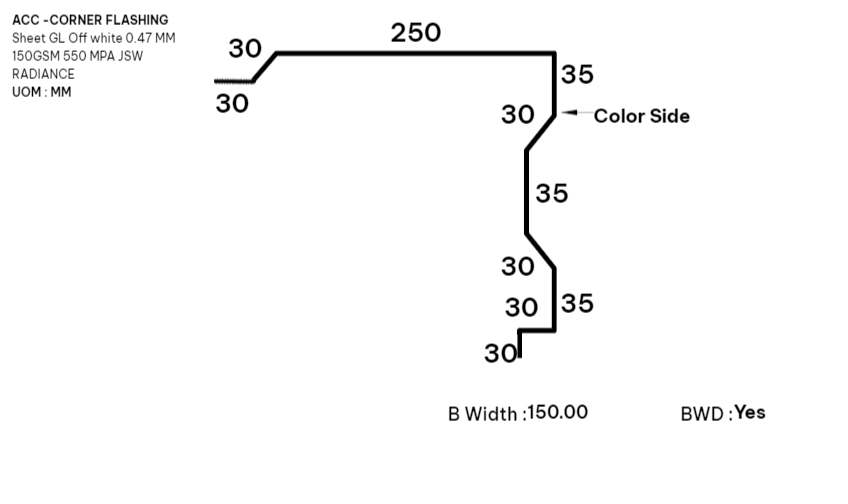 ACC -CORNER FLASHING
Sheet GL Off white 0.47 MM
150GSM 550 MPA JSW
RADIANCE
UOM : MM
250
30
30
35
30
Color Side
35
30
30
35
30
B Width :150.00
BWD : Yes